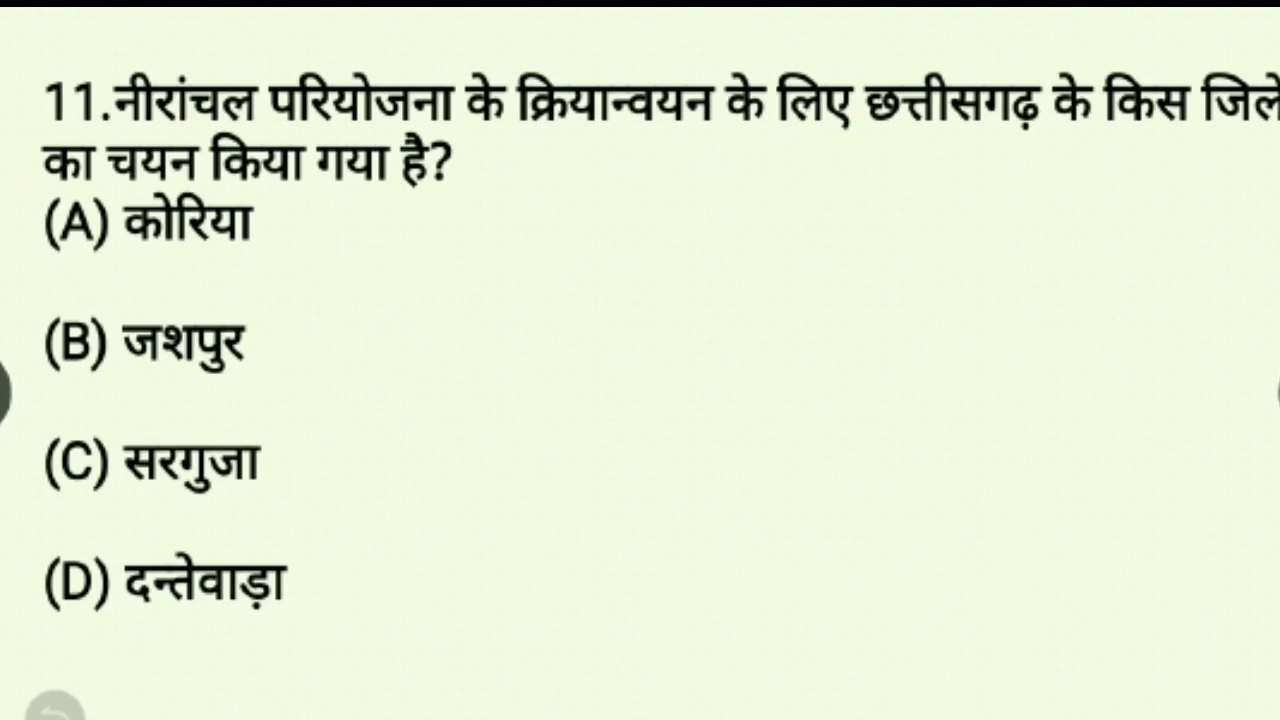 11.नीरांचल परियोजना के क्रियान्वयन के लिए छत्तीसगढ़ के किस जिले
का चयन किया गया है?
(A) कोरिया
(B) जशपुर
(C) सरगुजा
(D) दन्तेवाड़ा